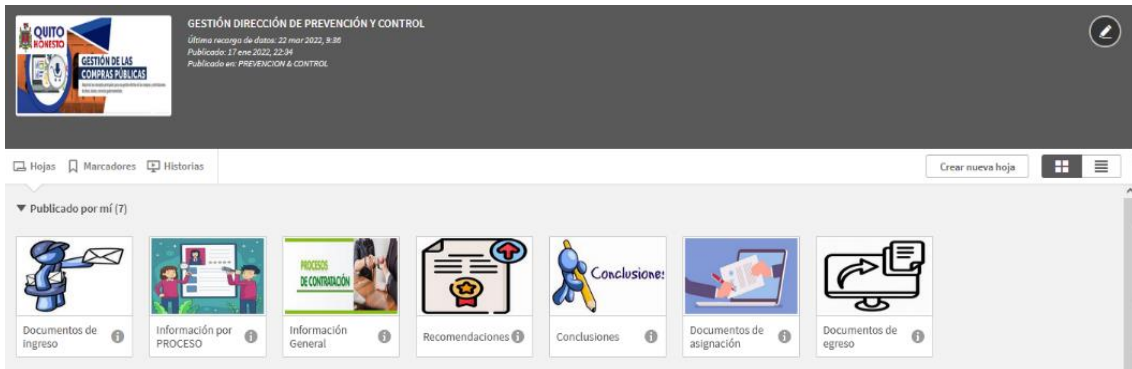 QUITO
HONESTO
GESTIÓN DE LAS
COMPRAS PÚBLICAS
GESTIÓN DIRECCIÓN DE PREVENCIÓN Y CONTROL
Última recarga de datos: 22 mar 2022, 9:36
Publicado: 17 ene 2022, 22:34
Publicado en: PREVENCION & CONTROL
Hojas Marcadores Historias
Crear nueva hoja
Publicado por mí (7)
PROCESOS
DE CONTRATACIÓN
Conclusiones
Documentos de
ingreso
Información por
PROCESO
Información
General
Recomendaciones
Conclusiones
Documentos de
asignación
Documentos de
egreso